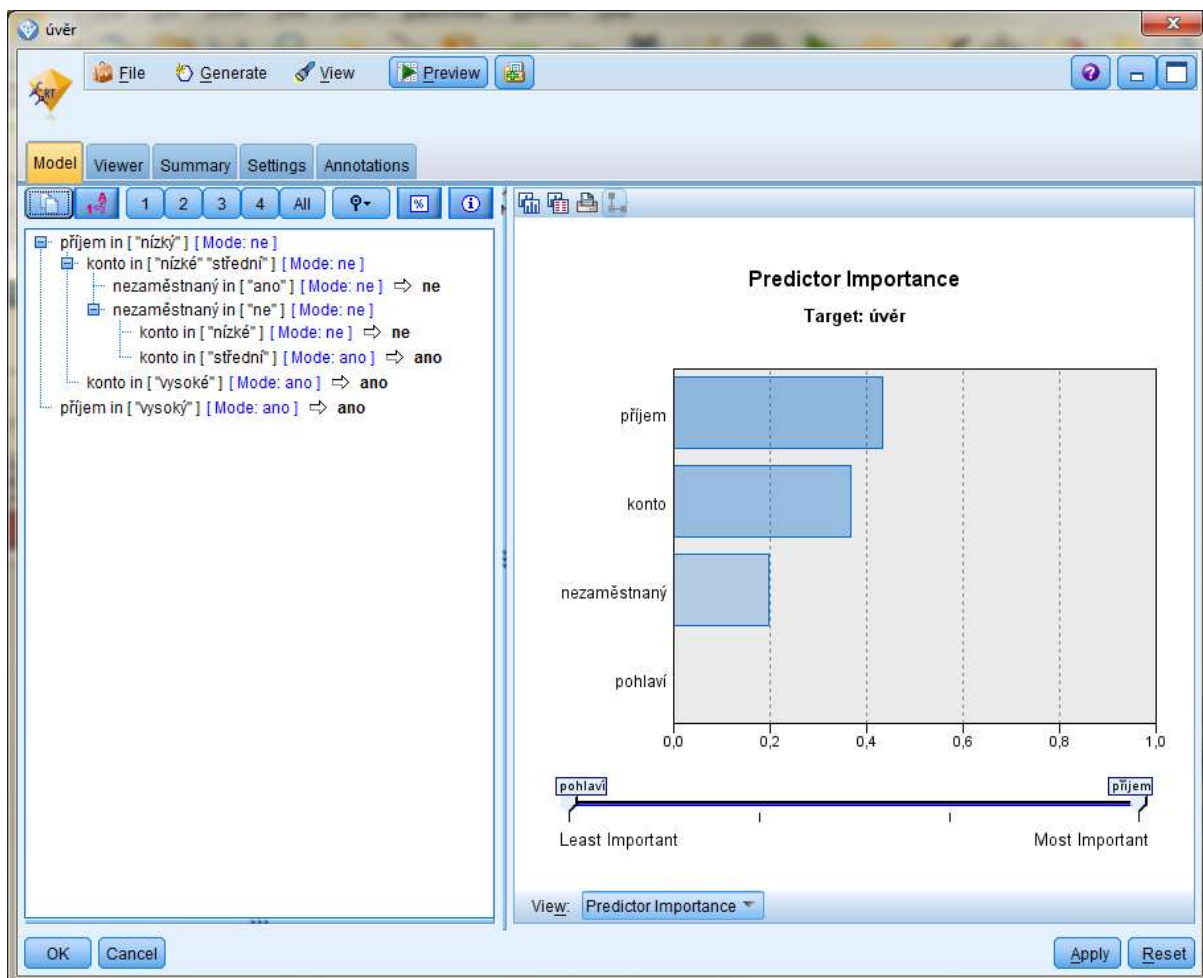 úvěr
File Generate View Preview
C&RT
Model Viewer Summary Settings Annotations
1 2 3 4 All % i
příjem in [ "nízký" ] [ Mode: ne ]
konto in [ "nízké" "střední" ] [ Mode: ne ]
nezaměstnaný in [ "ano" ] [ Mode: ne ] ⇨ ne
nezaměstnaný in [ "ne" ] [ Mode: ne ]
konto in [ "nízké" ] [ Mode: ne ] ⇨ ne
konto in [ "střední" ] [ Mode: ano ] ⇨ ano
konto in [ "vysoké" ] [ Mode: ano ] ⇨ ano
příjem in [ "vysoký" ] [ Mode: ano ] ⇨ ano
Predictor Importance
Target: úvěr
příjem
konto
nezaměstnaný
pohlaví
0,0 0,2 0,4 0,6 0,8 1,0
pohlaví příjem
Least Important Most Important
View: Predictor Importance
OK Cancel Apply Reset